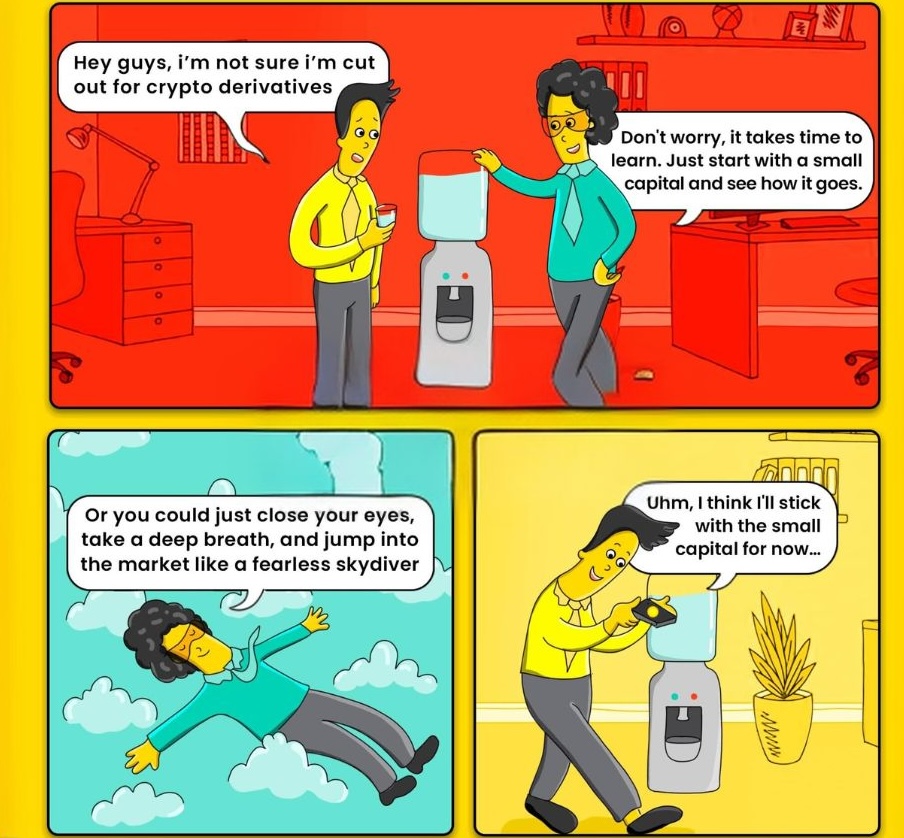 Hey guys, i'm not sure i'm cut
out for crypto derivatives
Don't worry, it takes time to
learn. Just start with a small
capital and see how it goes.
Or you could just close your eyes,
take a deep breath, and jump into
the market like a fearless skydiver
Uhm, I think I'll stick
with the small
capital for now...